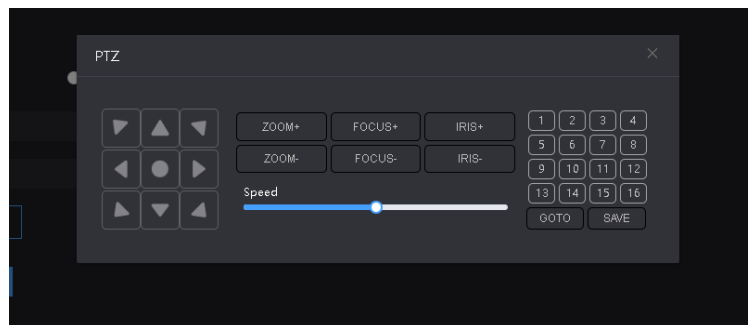 PTZ
ZOOM+ FOCUS+ IRIS+
ZOOM- FOCUS- IRIS-
Speed
1 2 3 4
5 6 7 8
9 10 11 12
13 14 15 16
GOTO SAVE